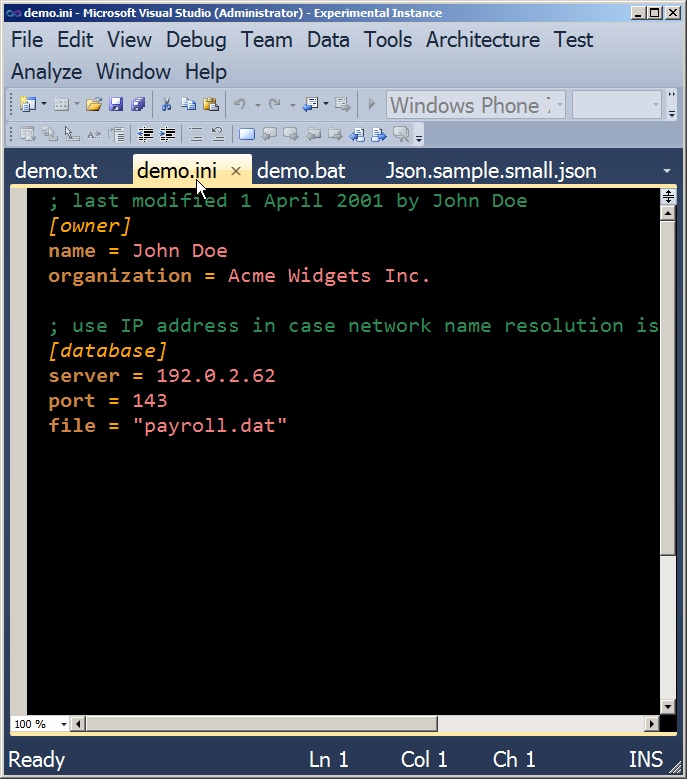 demo.ini - Microsoft Visual Studio (Administrator) - Experimental Instance
File Edit View Debug Team Data Tools Architecture Test
Analyze Window Help
Windows Phone
demo.txt demo.ini × demo.bat Json.sample.small.json
; last modified 1 April 2001 by John Doe
[owner]
name = John Doe
organization = Acme Widgets Inc.
; use IP address in case network name resolution is
[database]
server = 192.0.2.62
port = 143
file = "payroll.dat"
100 %
Ready Ln 1 Col 1 Ch 1 INS